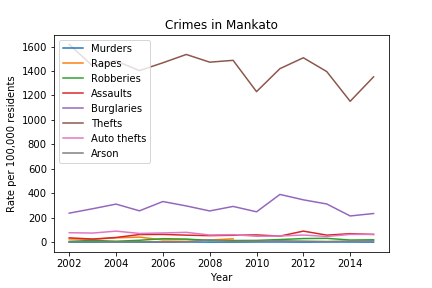 Crimes in Mankato
Rate per 100,000 residents
1600
1400
1200
1000
800
600
400
200
0
Murders
Rapes
Robberies
Assaults
Burglaries
Thefts
Auto thefts
Arson
2002 2004 2006 2008 2010 2012 2014
Year